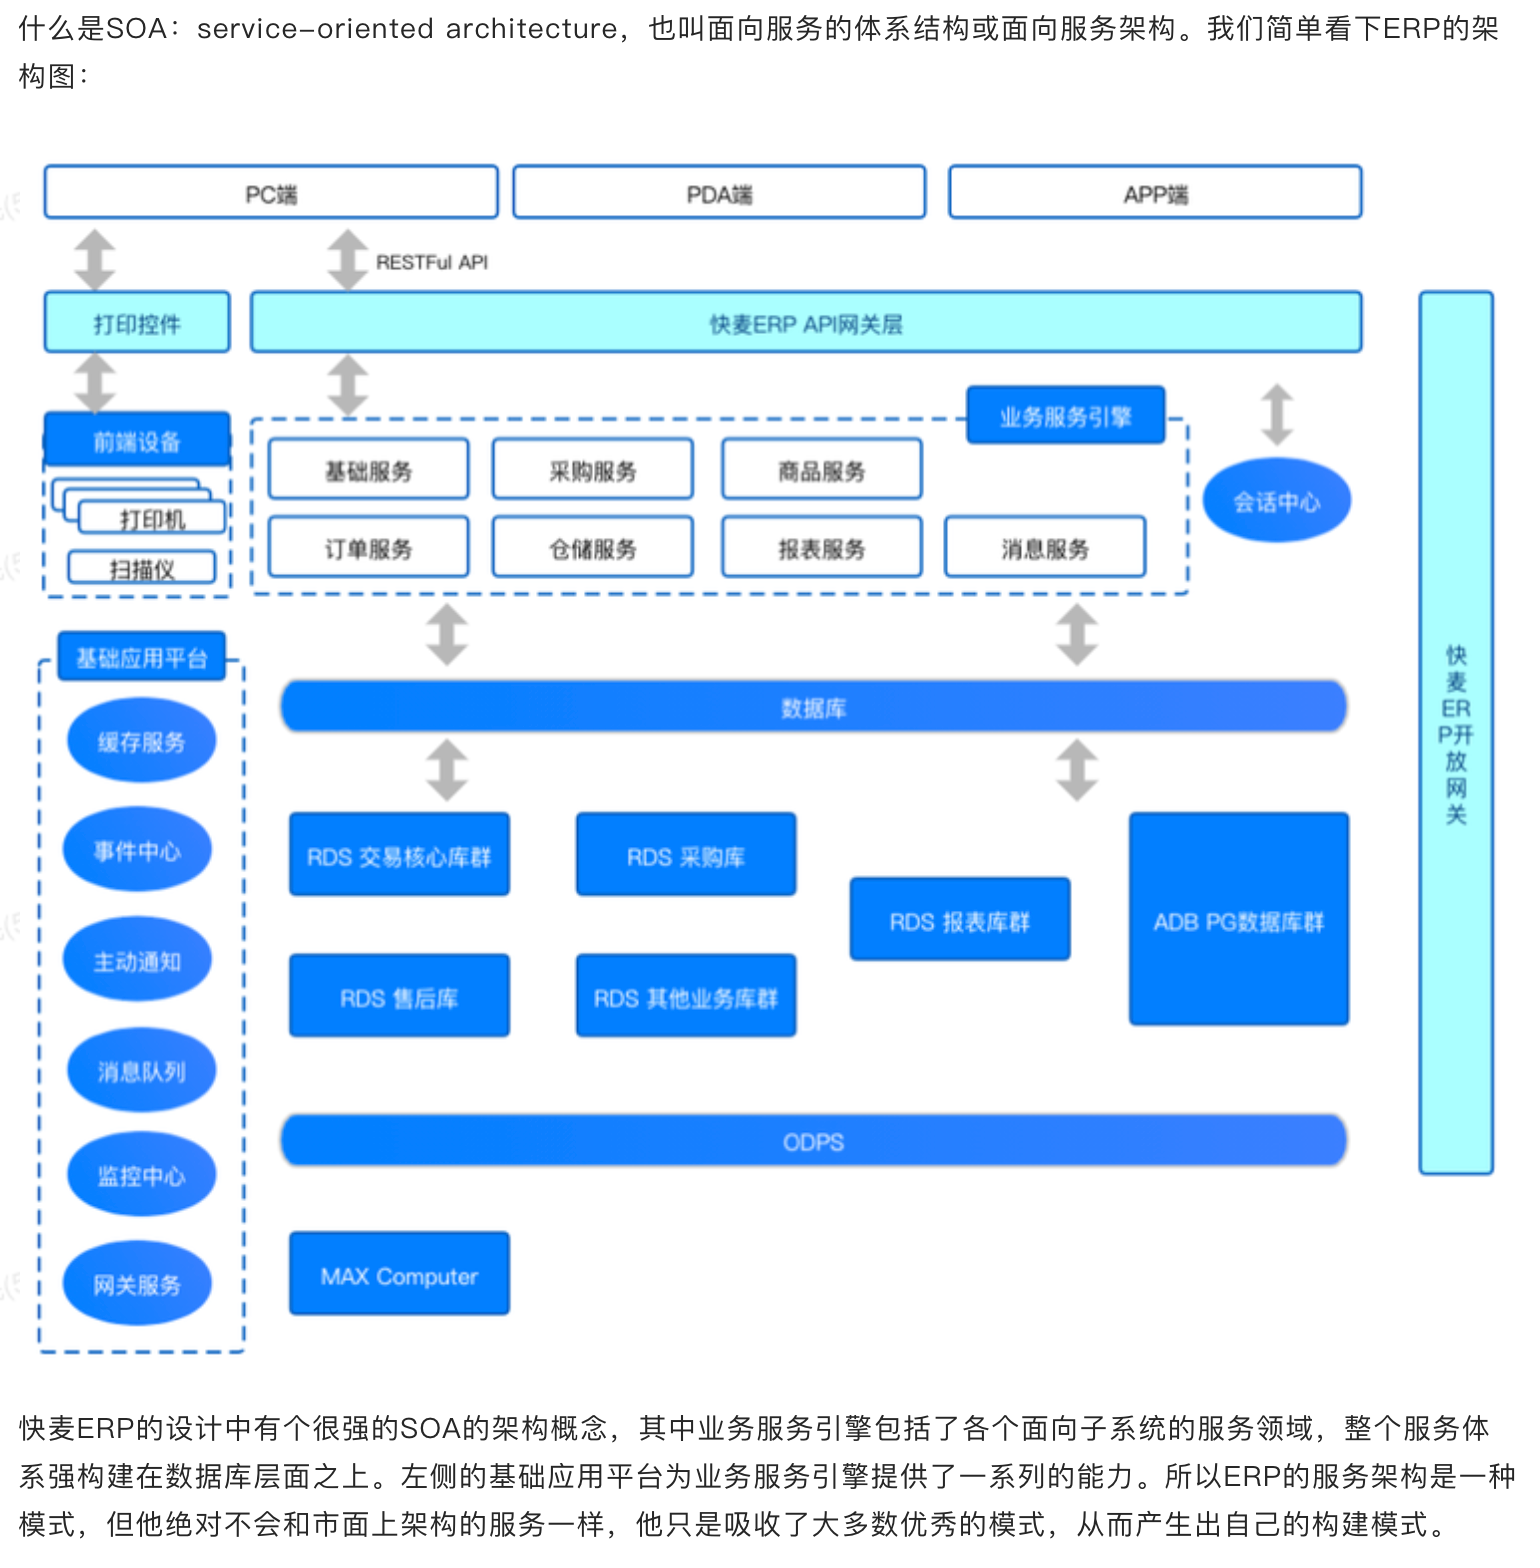 什么是SOA：service-oriented architecture，也叫面向服务的体系结构或面向服务架构。我们简单看下ERP的架
构图：
PC端
PDA端
APP端
RESTFul API
打印控件
快麦ERP API网关层
前端设备
打印机
扫描仪
业务服务引擎
基础服务
采购服务
商品服务
订单服务
仓储服务
报表服务
消息服务
会话中心
基础应用平台
缓存服务
事件中心
主动通知
消息队列
监控中心
网关服务
数据库
RDS 交易核心库群
RDS 采购库
RDS 报表库群
ADB PG数据库群
RDS 售后库
RDS 其他业务库群
ODPS
MAX Computer
快
麦
ER
P开
放
网
关
快麦ERP的设计中有个很强的SOA的架构概念，其中业务服务引擎包括了各个面向子系统的服务领域，整个服务体
系强构建在数据库层面之上。左侧的基础应用平台为业务服务引擎提供了一系列的能力。所以ERP的服务架构是一种
模式，但他绝对不会和市面上架构的服务一样，他只是吸收了大多数优秀的模式，从而产生出自己的构建模式。